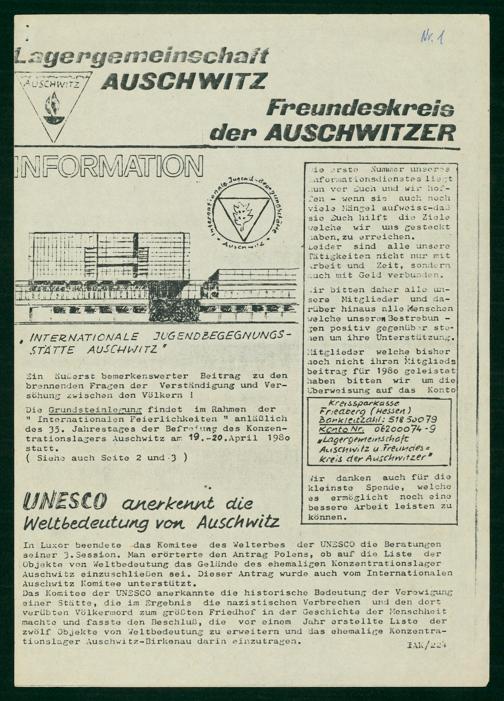 Nr. 1
Lagergemeinschaft
AUSCHWITZ
AUSCHWITZ
Freundeskreis
der AUSCHWITZER
INFORMATION
Internationale Jugendbegegnungsstätte
Auschwitz
"INTERNATIONALE JUGENDBEGEGNUNGS-
STÄTTE AUSCHWITZ"
Ein äußerst bemerkenswerter Beitrag zu den
brennenden Fragen der Verständigung und Ver-
söhnung zwischen den Völkern !
Die Grundsteinlegung findet im Rahmen der
" Internationalen Feierlichkeiten " anläßlich
des 35. Jahrestages der Befreiung des Konzen-
trationslagers Auschwitz am 19.-20.April 1980
statt.
( Siehe auch Seite 2 und 3 )
Die erste Nummer unseres
Informationsdienstes liegt
nun vor Euch und wir hof-
fen - wenn sie auch noch
viele Mängel aufweist-daß
sie Euch hilft die Ziele
welche wir uns gesteckt
haben,zu erreichen.
Leider sind alle unsere
Tätigkeiten nicht nur mit
Arbeit und Zeit, sondern
auch mit Geld verbunden.
Wir bitten daher alle un-
sere Mitglieder und da-
rüber hinaus alle Menschen
welche unseren Bestrebun -
gen positiv gegenüber ste-
hen um ihre Unterstützung.
Mitglieder welche bisher
noch nicht ihren Mitglieds
beitrag für 1980 geleistet
haben bitten wir um die
Überweisung auf das Konto
Kreissparkasse
Friedberg (Hessen)
Bankleitzahl: 518 500 79
Konto Nr. 06200074-9
"Lagergemeinschaft
Auschwitz u Freundes-
kreis der Auschwitzer"
Wir danken auch für die
kleinste Spende, welche
es ermöglicht noch eine
bessere Arbeit leisten zu
können.
UNESCO anerkennt die
Weltbedeutung von Auschwitz
In Luxor beendete das Komitee des Welterbes der UNESCO die Beratungen
seiner 3.Session. Man erörterte den Antrag Polens, ob auf die Liste der
Objekte von Weltbedeutung das Gelände des ehemaligen Konzentrationslager
Auschwitz einzuschließen sei. Dieser Antrag wurde auch vom Internationalen
Auschwitz Komitee unterstützt.
Das Komitee der UNESCO anerkannte die historische Bedeutung der Verewigung
einer Stätte, die im Ergebnis die nazistischen Verbrechen und den dort
verübten Völkermord zum größten Friedhof in der Geschichte der Menschheit
machte und fasste den Beschluß, die vor einem Jahr erstellte Liste der
zwölf Objekte von Weltbedeutung zu erweitern und das ehemalige Konzentra-
tionslager Auschwitz-Birkenau darin einzutragen.
IAK/224